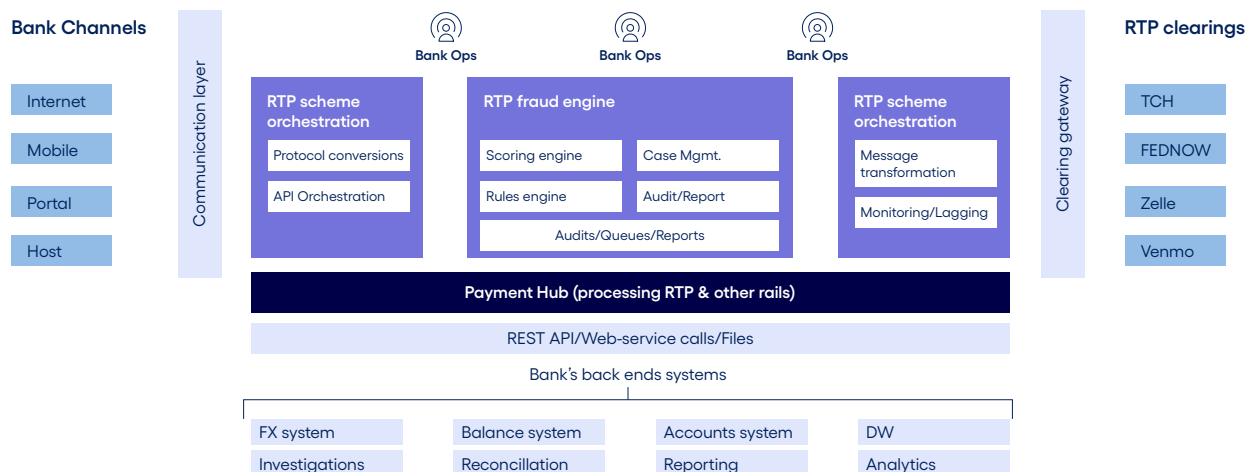 Bank Channels
Internet
Mobile
Portal
Host
Communication layer
Bank Ops
Bank Ops
Bank Ops
RTP scheme
orchestration
Protocol conversions
API Orchestration
RTP fraud engine
Scoring engine
Case Mgmt.
Rules engine
Audit/Report
Audits/Queues/Reports
RTP scheme
orchestration
Message
transformation
Monitoring/Lagging
Clearing gateway
RTP clearings
TCH
FEDNOW
Zelle
Venmo
Payment Hub (processing RTP & other rails)
REST API/Web-service calls/Files
Bank’s back ends systems
FX system
Balance system
Accounts system
DW
Investigations
Reconcillation
Reporting
Analytics